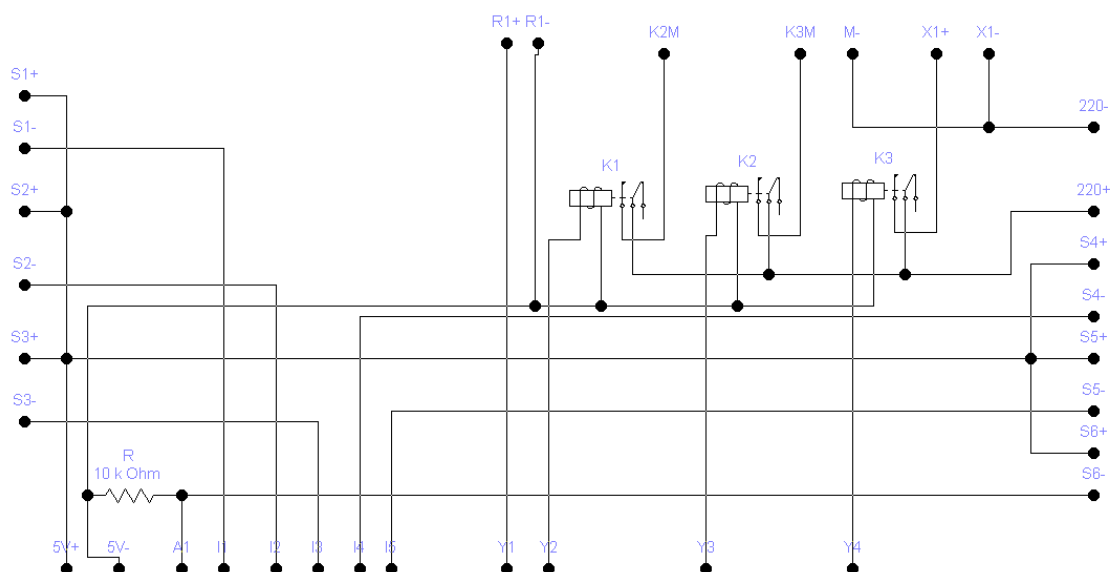 R1+ R1-
K2M
K3M
M-
X1+
X1-
S1+
220-
S1-
K1
K2
K3
S2+
220+
S4+
S2-
S4-
S3+
S5+
S3-
S5-
S6+
R
10 k Ohm
S6-
5V+
5V-
A1
I1
I2
I3
I4
I5
Y1
Y2
Y3
Y4